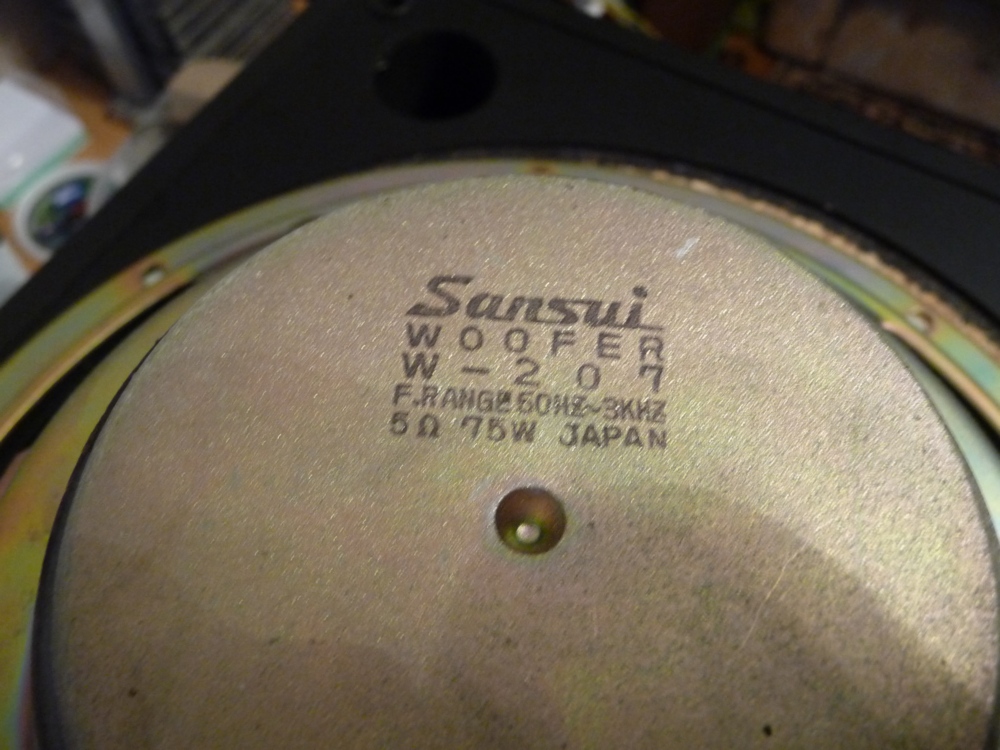 Sansui
WOOFER
W-207
F.RANGE 50HZ~3KHZ
5Ω 75W JAPAN